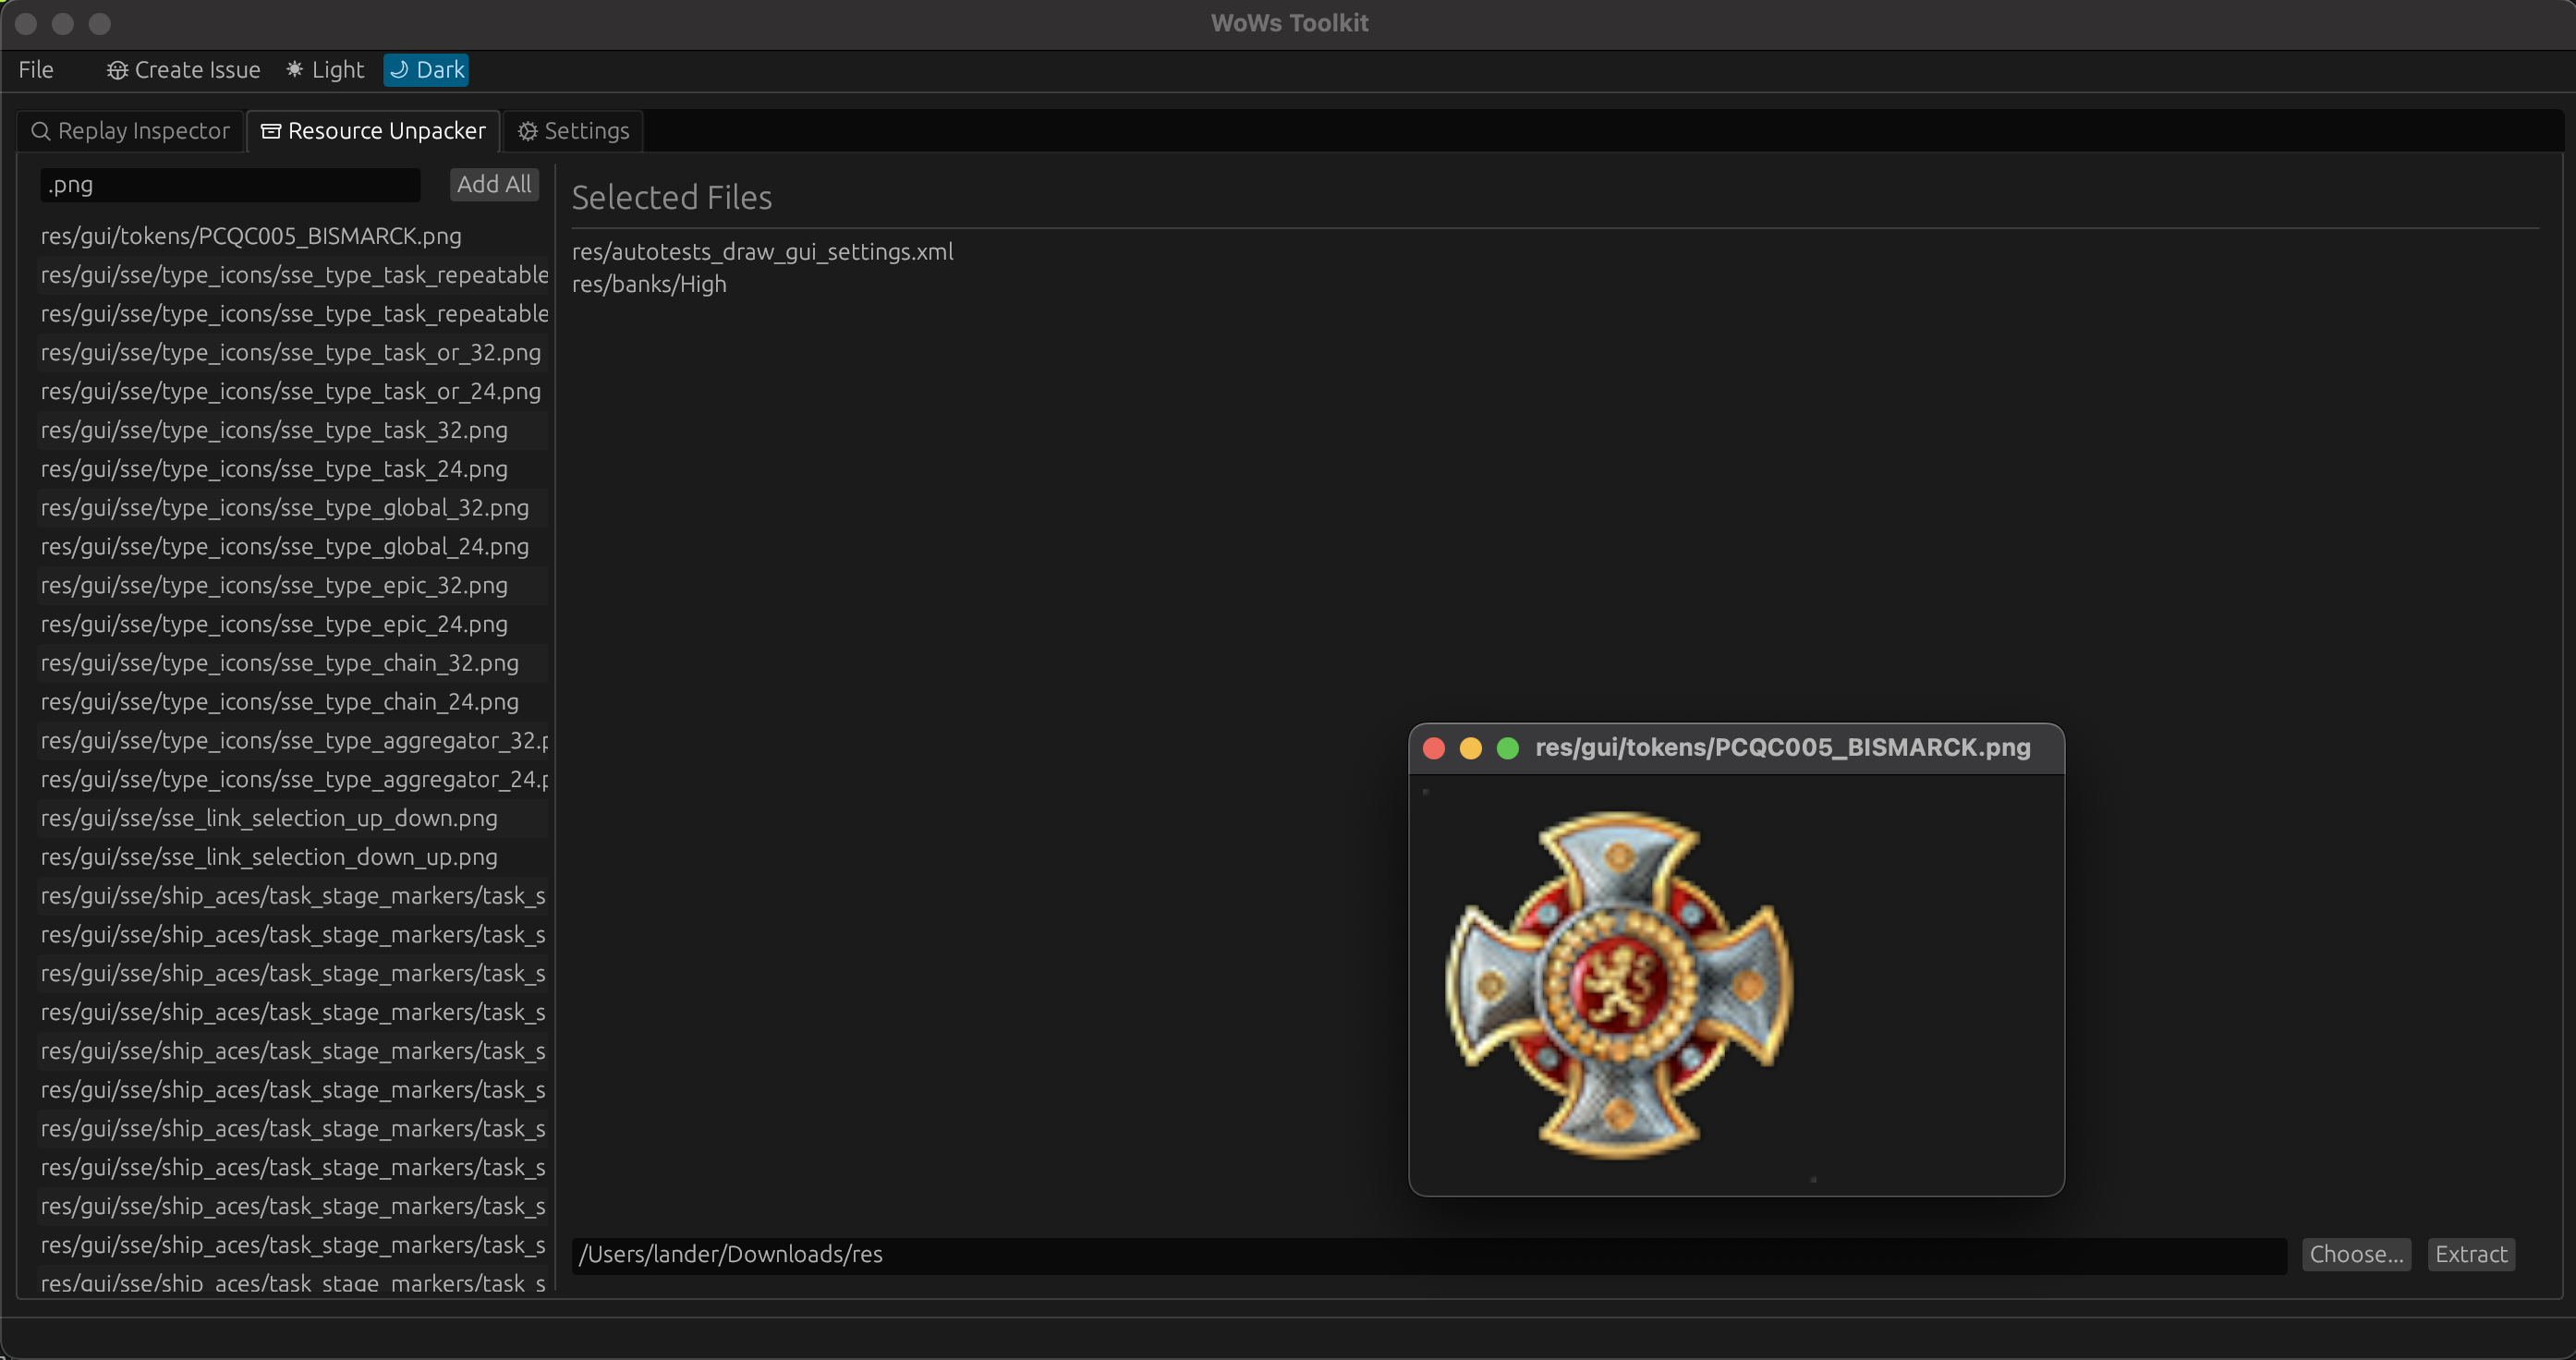 WoWs Toolkit
File Create Issue Light Dark
Replay Inspector Resource Unpacker Settings
.png Add All
res/gui/tokens/PCQC005_BISMARCK.png
res/gui/sse/type_icons/sse_type_task_repeatable
res/gui/sse/type_icons/sse_type_task_repeatable
res/gui/sse/type_icons/sse_type_task_or_32.png
res/gui/sse/type_icons/sse_type_task_or_24.png
res/gui/sse/type_icons/sse_type_task_32.png
res/gui/sse/type_icons/sse_type_task_24.png
res/gui/sse/type_icons/sse_type_global_32.png
res/gui/sse/type_icons/sse_type_global_24.png
res/gui/sse/type_icons/sse_type_epic_32.png
res/gui/sse/type_icons/sse_type_epic_24.png
res/gui/sse/type_icons/sse_type_chain_32.png
res/gui/sse/type_icons/sse_type_chain_24.png
res/gui/sse/type_icons/sse_type_aggregator_32.p
res/gui/sse/type_icons/sse_type_aggregator_24.p
res/gui/sse/sse_link_selection_up_down.png
res/gui/sse/sse_link_selection_down_up.png
res/gui/sse/ship_aces/task_stage_markers/task_s
res/gui/sse/ship_aces/task_stage_markers/task_s
res/gui/sse/ship_aces/task_stage_markers/task_s
res/gui/sse/ship_aces/task_stage_markers/task_s
res/gui/sse/ship_aces/task_stage_markers/task_s
res/gui/sse/ship_aces/task_stage_markers/task_s
res/gui/sse/ship_aces/task_stage_markers/task_s
res/gui/sse/ship_aces/task_stage_markers/task_s
res/gui/sse/ship_aces/task_stage_markers/task_s
res/gui/sse/ship_aces/task_stage_markers/task_s
res/gui/sse/ship_aces/task_stage_markers/task_s
Selected Files
res/autotests_draw_gui_settings.xml
res/banks/High
res/gui/tokens/PCQC005_BISMARCK.png
/Users/lander/Downloads/res Choose... Extract